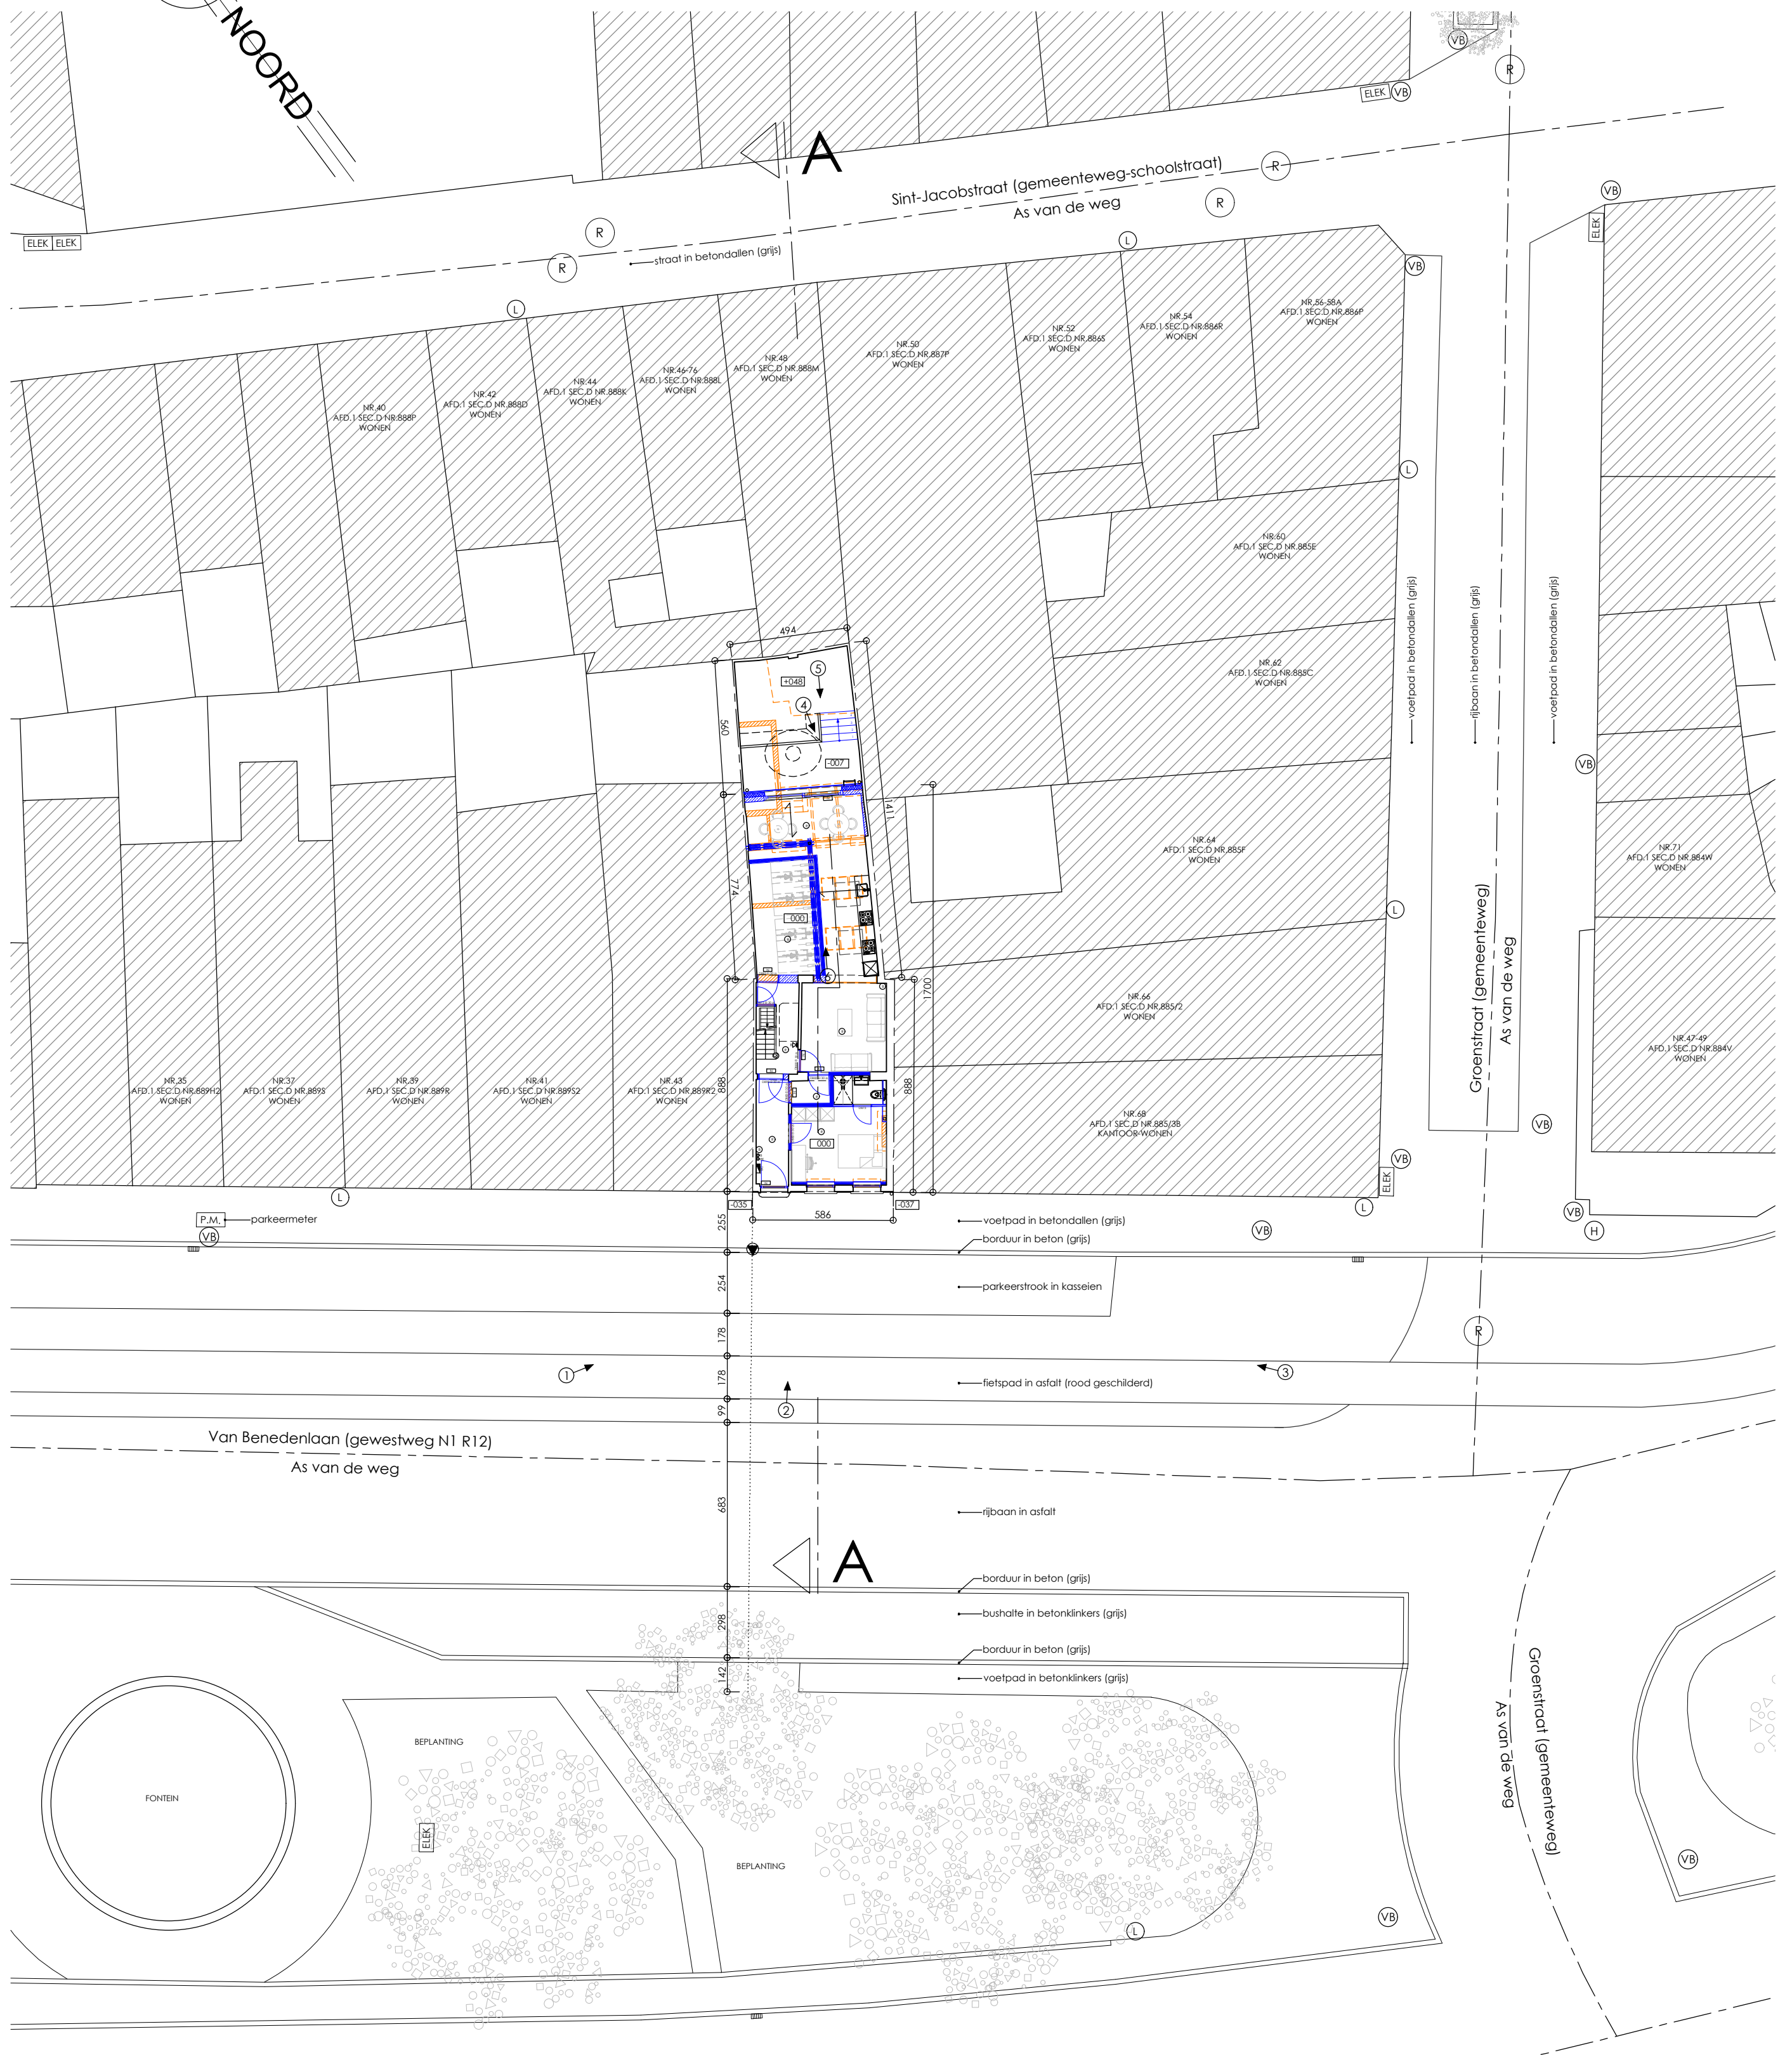 NOORD
VB
R
ELEK
VB
A
Sint-Jacobstraat (gemeenteweg-schoolstraat)
As van de weg
R
R
R
R
VB
ELEK
ELEK
ELEK
straat in betondallen (grijs)
L
L
VB
NR.56-58A
AFD.1 SEC.D NR.886P
WONEN
NR.54
AFD.1 SEC.D NR.886R
WONEN
NR.52
AFD.1 SEC.D NR.886S
WONEN
NR.50
AFD.1 SEC.D NR.887P
WONEN
NR.48
AFD.1 SEC.D NR.888M
WONEN
NR.46-76
AFD.1 SEC.D NR.888L
WONEN
NR.44
AFD.1 SEC.D NR.888K
WONEN
NR.42
AFD.1 SEC.D NR.888D
WONEN
NR.40
AFD.1 SEC.D NR.888P
WONEN
L
NR.60
AFD.1 SEC.D NR.885E
WONEN
voetpad in betondallen (grijs)
rijbaan in betondallen (grijs)
voetpad in betondallen (grijs)
494
5
+048
4
560
-007
NR.62
AFD.1 SEC.D NR.885C
WONEN
VB
1411
774
000
NR.64
AFD.1 SEC.D NR.885F
WONEN
L
NR.71
AFD.1 SEC.D NR.884W
WONEN
Groenstraat (gemeenteweg)
As van de weg
1700
NR.66
AFD.1 SEC.D NR.885/2
WONEN
NR.47-49
AFD.1 SEC.D NR.884V
WONEN
NR.35
AFD.1 SEC.D NR.889H2
WONEN
NR.37
AFD.1 SEC.D NR.889S
WONEN
NR.39
AFD.1 SEC.D NR.889R
WONEN
NR.41
AFD.1 SEC.D NR.889S2
WONEN
NR.43
AFD.1 SEC.D NR.889R2
WONEN
888
888
000
NR.68
AFD.1 SEC.D NR.885/3B
KANTOOR-WONEN
VB
VB
ELEK
L
L
-035
-037
586
P.M.
parkeermeter
VB
255
voetpad in betondallen (grijs)
borduur in beton (grijs)
VB
VB
H
254
parkeerstrook in kasseien
178
R
1
178
fietspad in asfalt (rood geschilderd)
3
2
99
Van Benedenlaan (gewestweg N1 R12)
As van de weg
683
rijbaan in asfalt
A
borduur in beton (grijs)
298
bushalte in betonklinkers (grijs)
borduur in beton (grijs)
142
voetpad in betonklinkers (grijs)
Groenstraat (gemeenteweg)
As van de weg
BEPLANTING
FONTEIN
ELEK
BEPLANTING
VB
VB
L